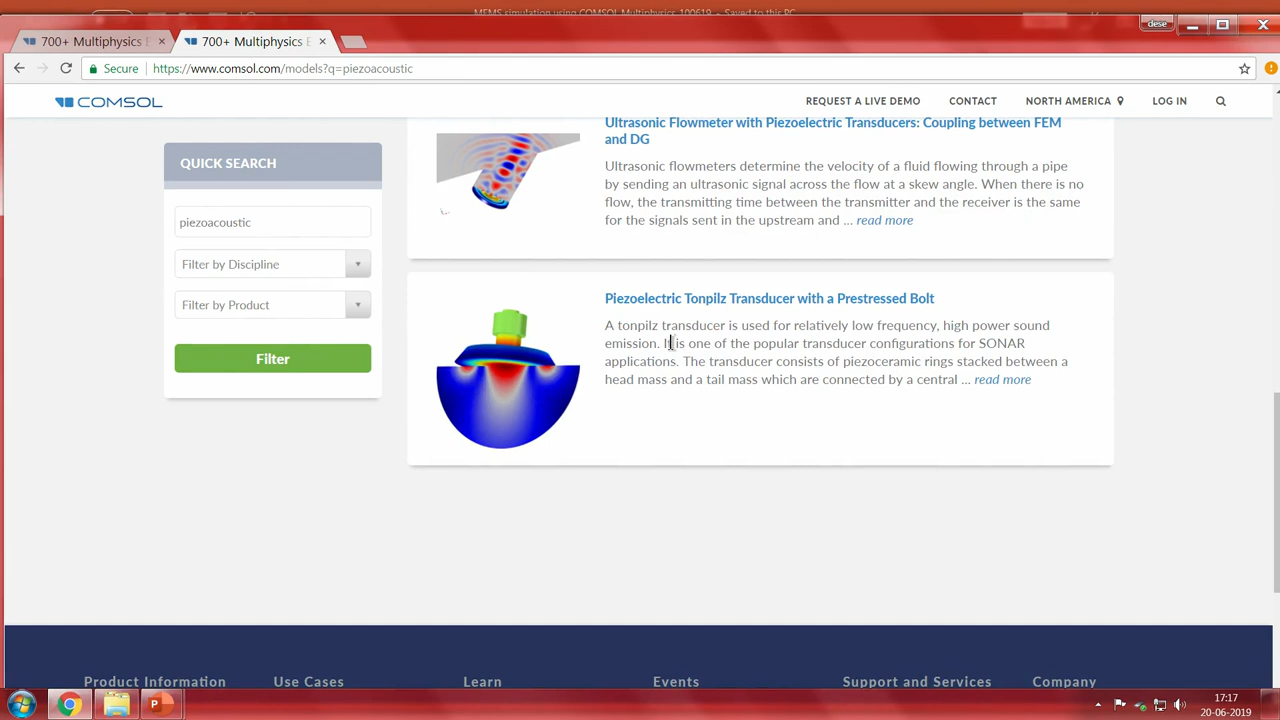 MEMS simulation using COMSOL Multiphysics_100619 - Saved to this PC
dese
700+ Multiphysics E
700+ Multiphysics E
Secure
https://www.comsol.com/models?q=piezoacoustic
COMSOL
REQUEST A LIVE DEMO
CONTACT
NORTH AMERICA
LOG IN
QUICK SEARCH
piezoacoustic
Filter by Discipline
Filter by Product
Filter
Ultrasonic Flowmeter with Piezoelectric Transducers: Coupling between FEM
and DG
Ultrasonic flowmeters determine the velocity of a fluid flowing through a pipe
by sending an ultrasonic signal across the flow at a skew angle. When there is no
flow, the transmitting time between the transmitter and the receiver is the same
for the signals sent in the upstream and ... read more
Piezoelectric Tonpilz Transducer with a Prestressed Bolt
A tonpilz transducer is used for relatively low frequency, high power sound
emission. It is one of the popular transducer configurations for SONAR
applications. The transducer consists of piezoceramic rings stacked between a
head mass and a tail mass which are connected by a central ... read more
Product Information
Use Cases
Learn
Events
Support and Services
Company
17:17
20-06-2019